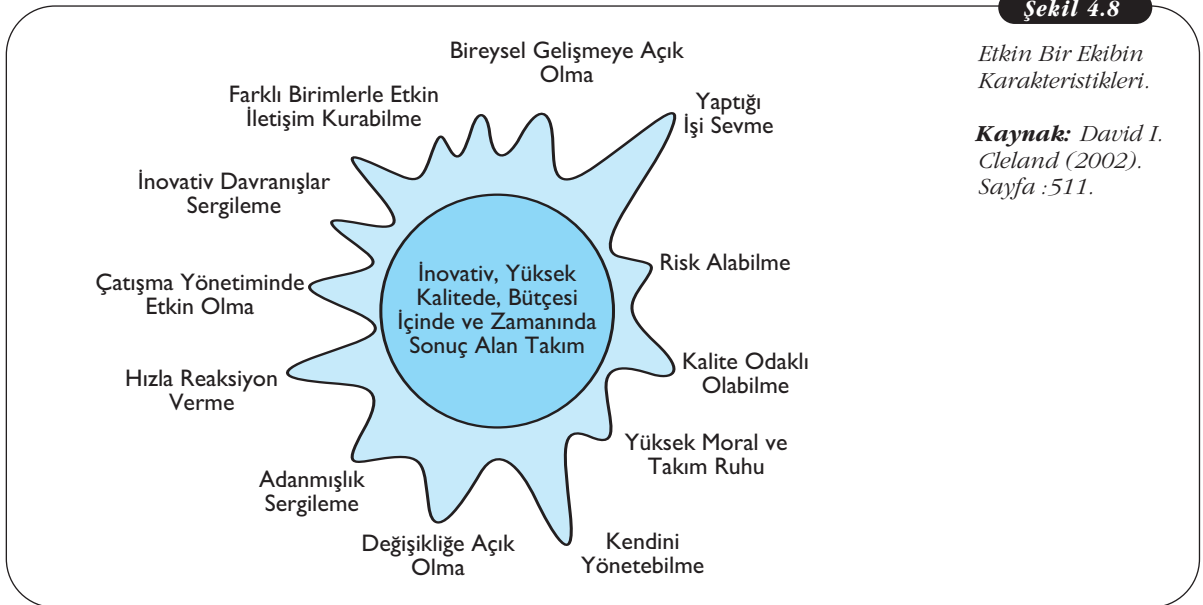 Şekil 4.8
Etkin Bir Ekibin
Karakteristikleri.
Kaynak: David I.
Cleland (2002).
Sayfa :511.
Bireysel Gelişmeye Açık
Olma
Yaptığı
İşi Sevme
Risk Alabilme
Kalite Odaklı
Olabilme
Yüksek Moral ve
Takım Ruhu
Kendini
Yönetebilme
Değişikliğe Açık
Olma
Adanmışlık
Sergileme
Hızla Reaksiyon
Verme
Çatışma Yönetiminde
Etkin Olma
İnovativ Davranışlar
Sergileme
Farklı Birimlerle Etkin
İletişim Kurabilme
İnovativ, Yüksek
Kalitede, Bütçesi
İçinde ve Zamanında
Sonuç Alan Takım